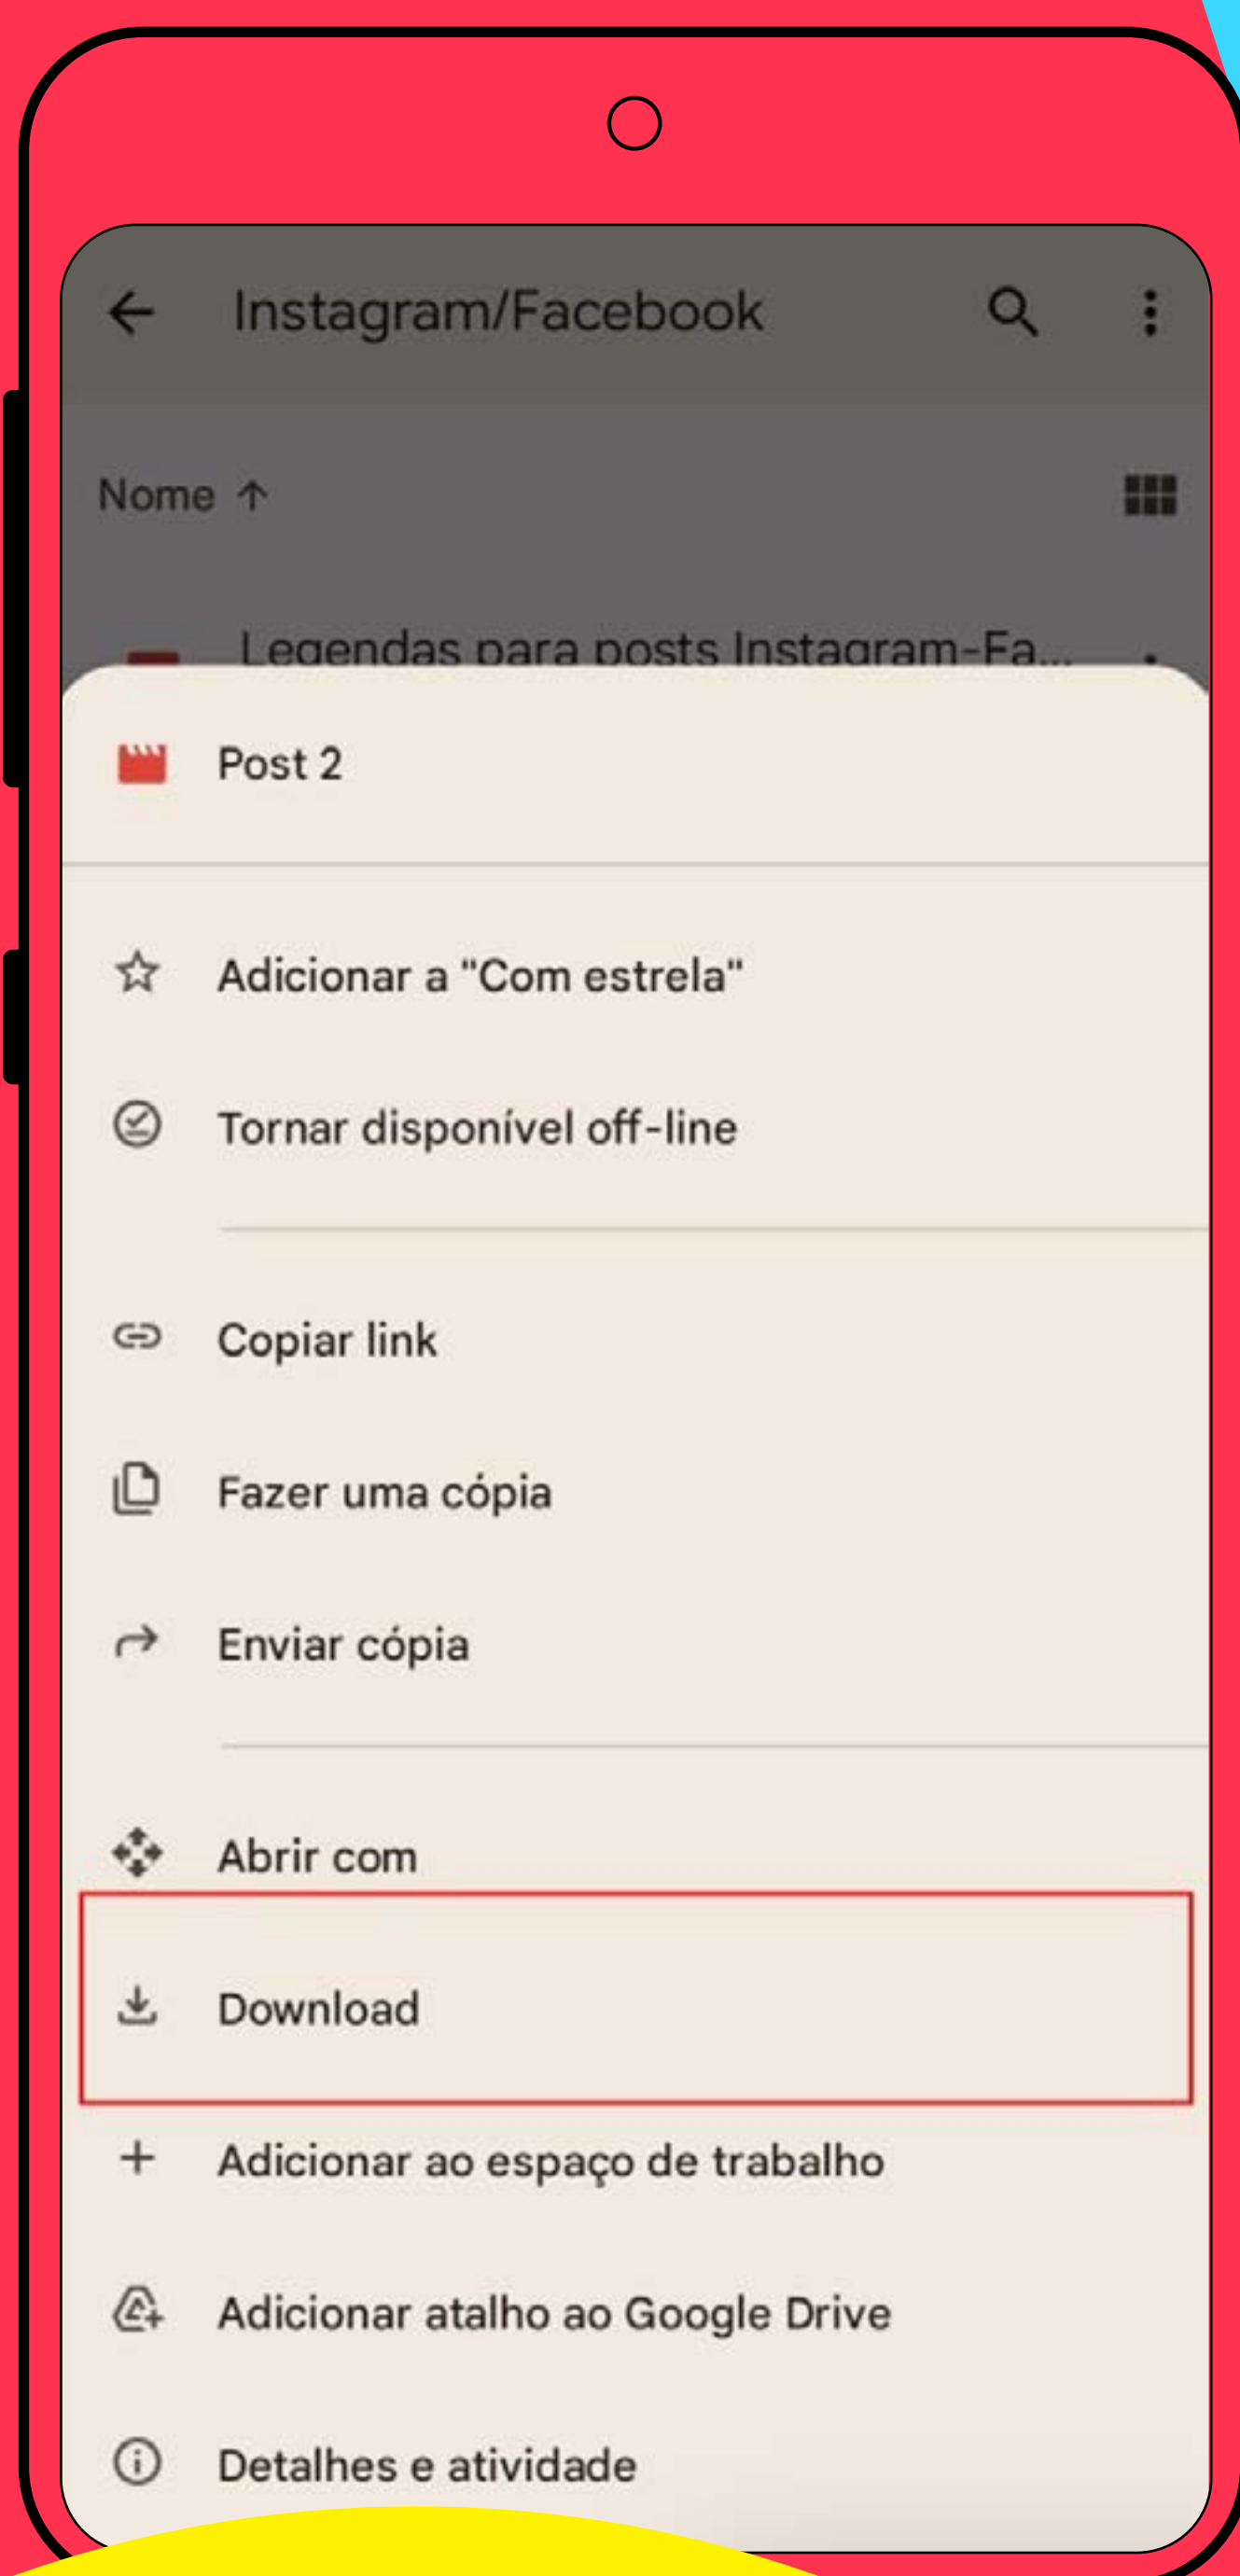 Instagram/Facebook
Nome
Legendas para posts Instagram-Fa...
Post 2
Adicionar a "Com estrela"
Tornar disponível off-line
Copiar link
Fazer uma cópia
Enviar cópia
Abrir com
Download
Adicionar ao espaço de trabalho
Adicionar atalho ao Google Drive
Detalhes e atividade